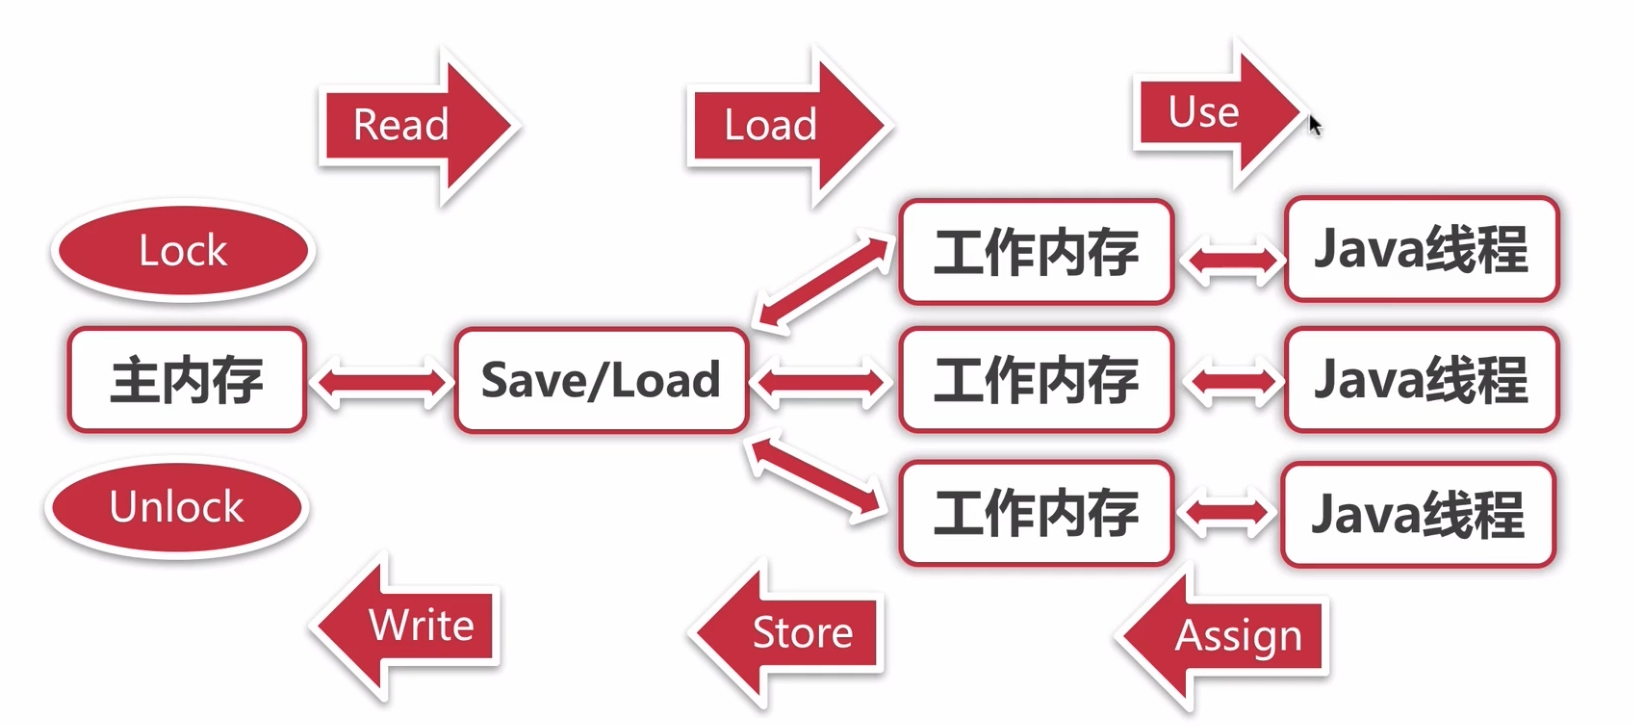 Read
Load
Use
Lock
工作内存
Java线程
主内存
Save/Load
工作内存
Java线程
Unlock
工作内存
Java线程
Write
Store
Assign